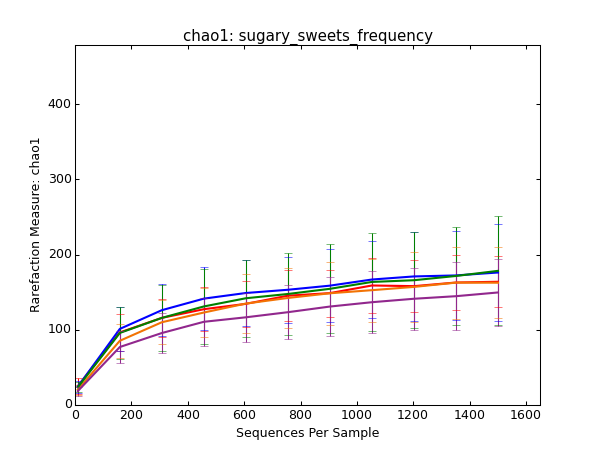 chao1: sugary_sweets_frequency
Rarefaction Measure: chao1
400
300
200
100
0
0 200 400 600 800 1000 1200 1400 1600
Sequences Per Sample